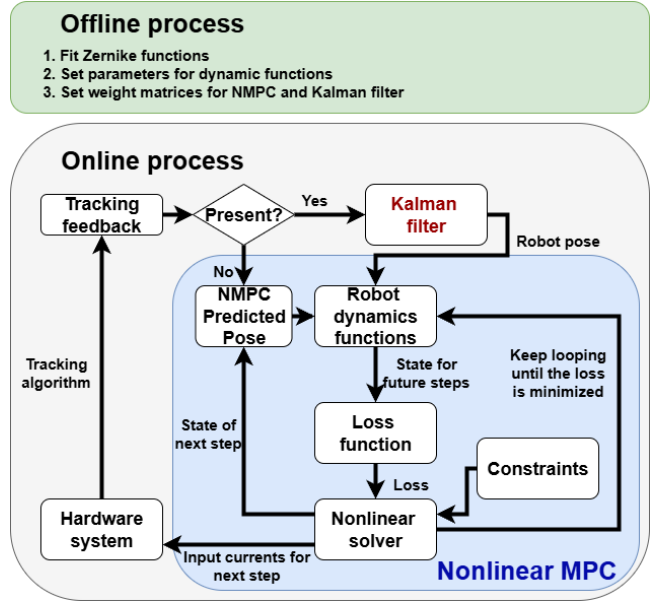 Offline process
1. Fit Zernike functions
2. Set parameters for dynamic functions
3. Set weight matrices for NMPC and Kalman filter
Online process
Tracking
feedback
Present?
Yes
Kalman
filter
Robot pose
No
NMPC
Predicted
Pose
Robot
dynamics
functions
Tracking
algorithm
State for
future steps
Keep looping
until the loss
is minimized
State of
next step
Loss
function
Constraints
Loss
Hardware
system
Nonlinear
solver
Input currents for
next step
Nonlinear MPC